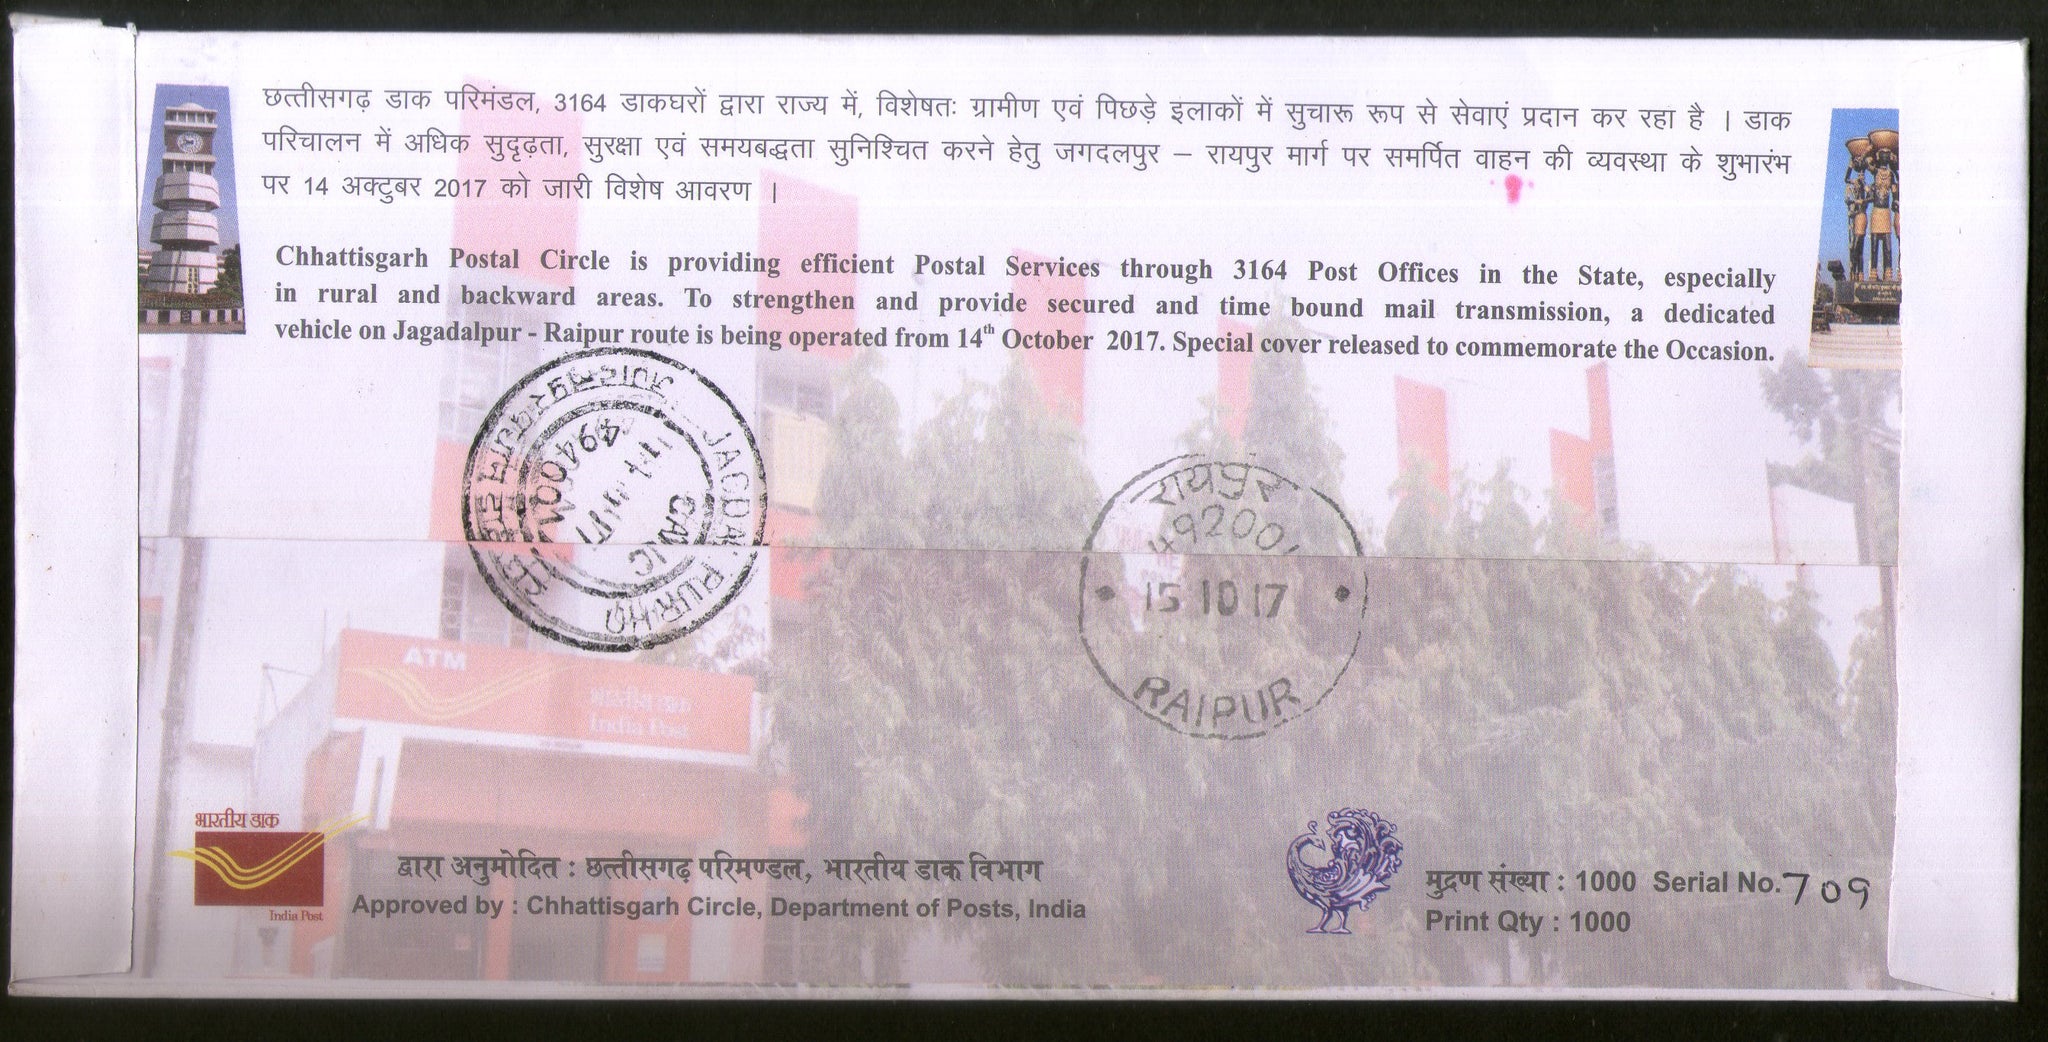 छत्तीसगढ़ डाक परिमंडल, 3164 डाकघरों द्वारा राज्य में, विशेषतः ग्रामीण एवं पिछड़े इलाकों में सुचारू रूप से सेवाएं प्रदान कर रहा है । डाक
परिचालन में अधिक सुदृढ़ता, सुरक्षा एवं समयबद्धता सुनिश्चित करने हेतु जगदलपुर – रायपुर मार्ग पर समर्पित वाहन की व्यवस्था के शुभारंभ
पर 14 अक्टुबर 2017 को जारी विशेष आवरण ।
Chhattisgarh Postal Circle is providing efficient Postal Services through 3164 Post Offices in the State, especially
in rural and backward areas. To strengthen and provide secured and time bound mail transmission, a dedicated
vehicle on Jagadalpur - Raipur route is being operated from 14th October 2017. Special cover released to commemorate the Occasion.
जगदलपुर
JAGDALPUR HO
494001
रायपुर
492001
15 10 17
RAIPUR
ATM
भारतीय डाक
India Post
भारतीय डाक
India Post
द्वारा अनुमोदित : छत्तीसगढ़ परिमण्डल, भारतीय डाक विभाग
Approved by : Chhattisgarh Circle, Department of Posts, India
मुद्रण संख्या : 1000 Serial No. 709
Print Qty : 1000